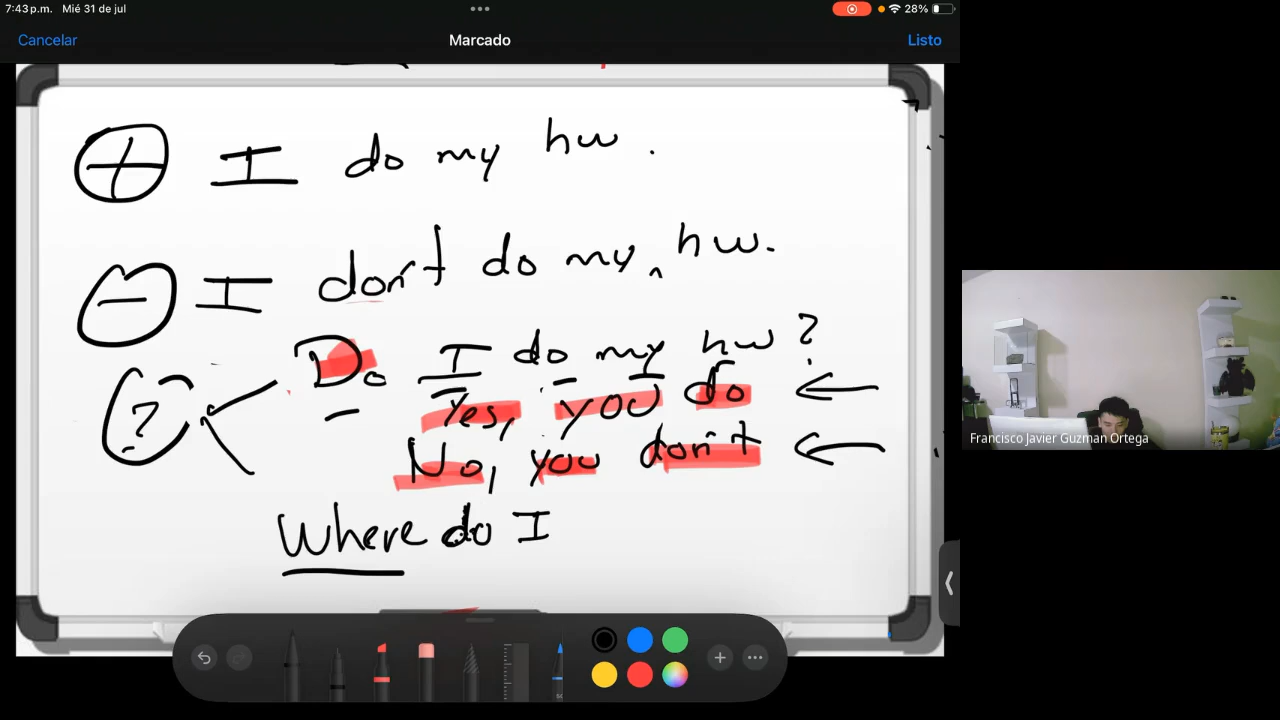 7:43 p.m. Mié 31 de jul
28%
Cancelar
Marcado
Listo
I do my hw.
I don't do my hw.
Do I do my hw?
?
Yes, you do
No, you don't
Where do I
Francisco Javier Guzman Ortega